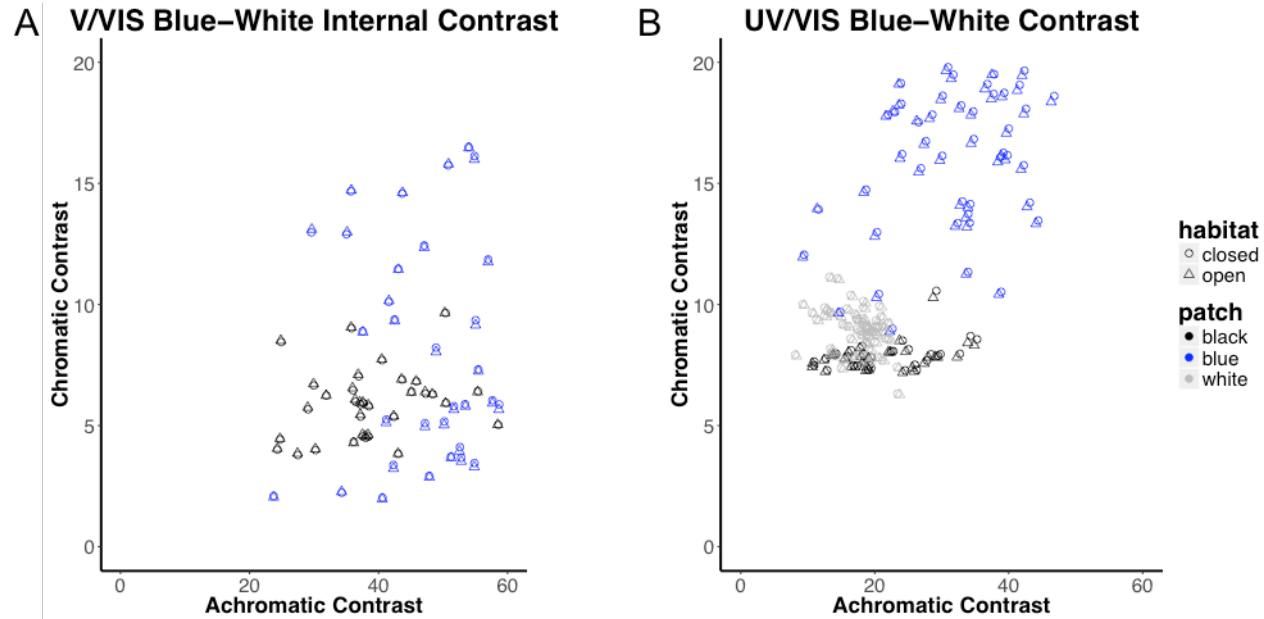 A
V/VIS Blue−White Internal Contrast
20
15
10
5
0
Chromatic Contrast
0 20 40 60
Achromatic Contrast
B
UV/VIS Blue−White Contrast
20
15
10
5
0
Chromatic Contrast
0 20 40 60
Achromatic Contrast
habitat
closed
open
patch
black
blue
white